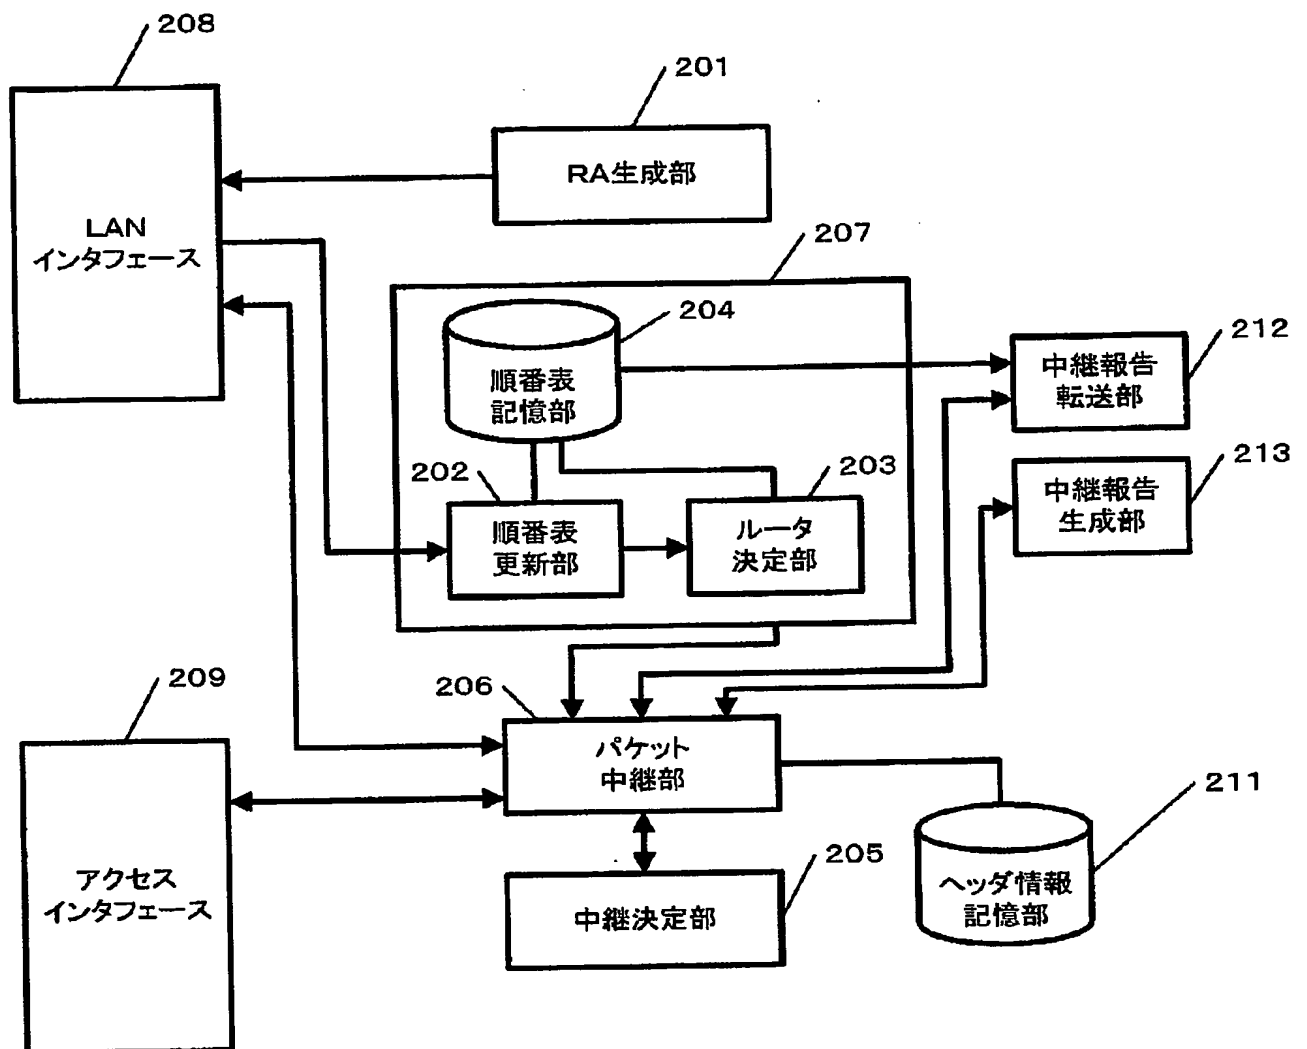 208
201
RA生成部
LAN
インタフェース
207
204
順番表
記憶部
212
中継報告
転送部
202
203
213
順番表
更新部
ルータ
決定部
中継報告
生成部
209
206
パケット
中継部
211
アクセス
インタフェース
205
中継決定部
ヘッダ情報
記憶部